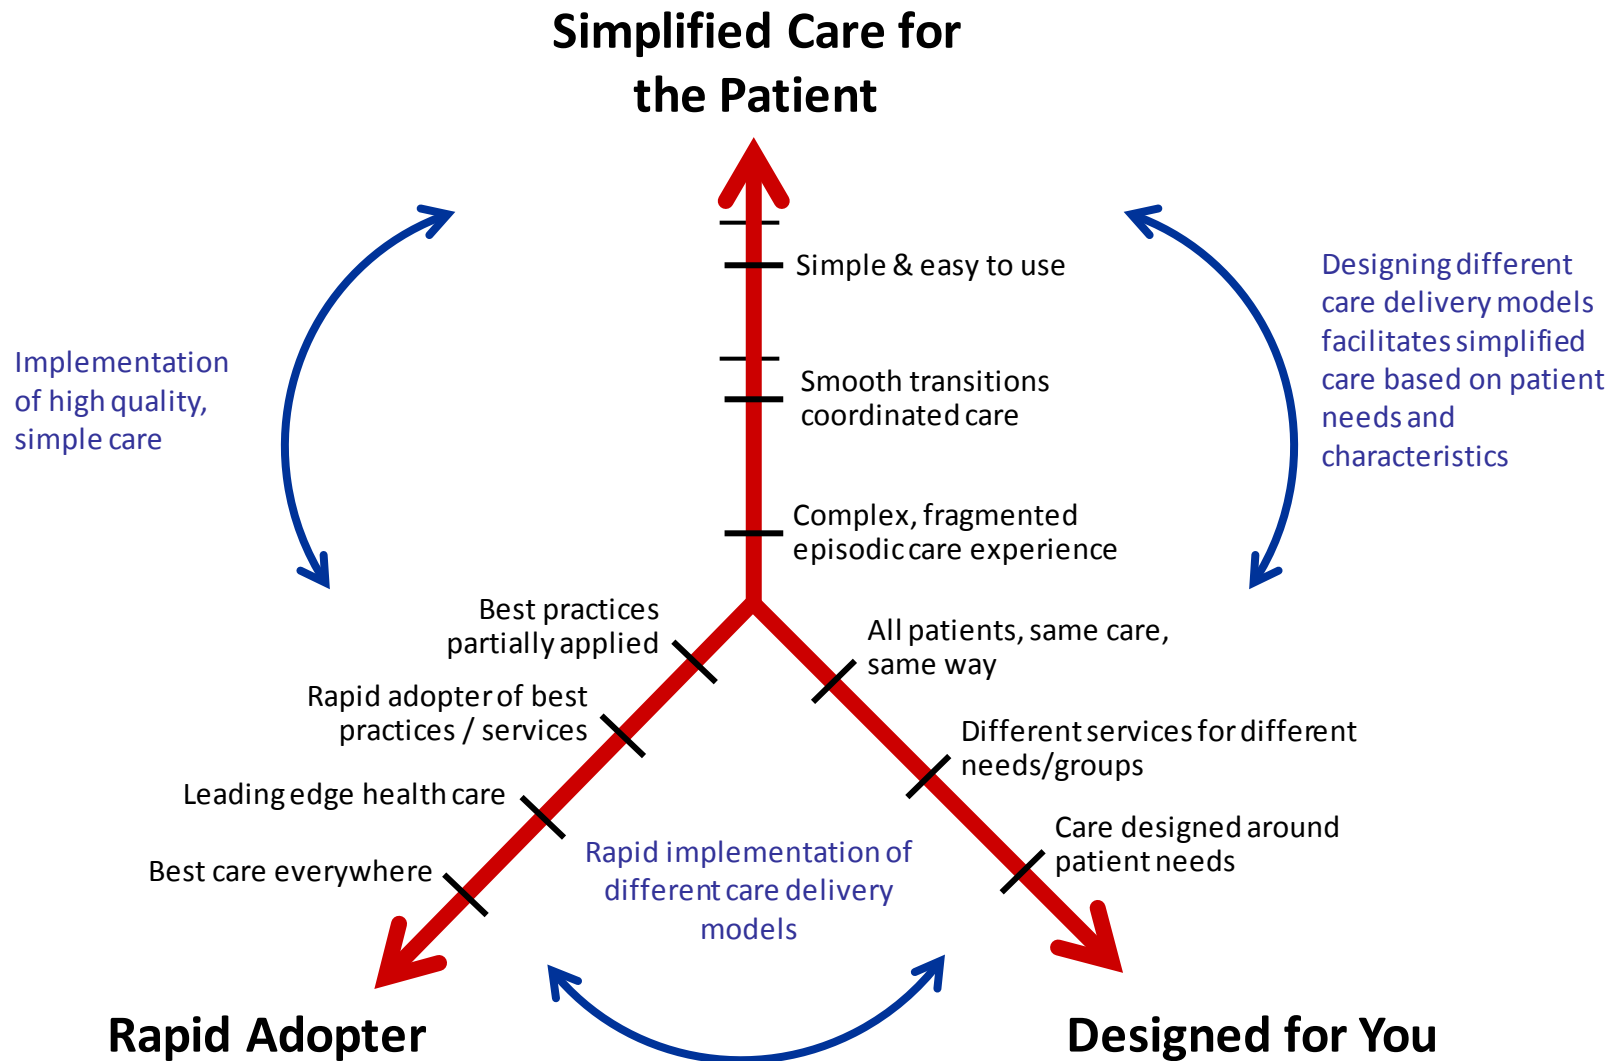 Simplified Care for
the Patient
Simple & easy to use
Smooth transitions
coordinated care
Complex, fragmented
episodic care experience
Implementation
of high quality,
simple care
Designing different
care delivery models
facilitates simplified
care based on patient
needs and
characteristics
Best practices
partially applied
Rapid adopter of best
practices / services
Leading edge health care
Best care everywhere
All patients, same care,
same way
Different services for different
needs/groups
Care designed around
patient needs
Rapid implementation of
different care delivery
models
Rapid Adopter
Designed for You